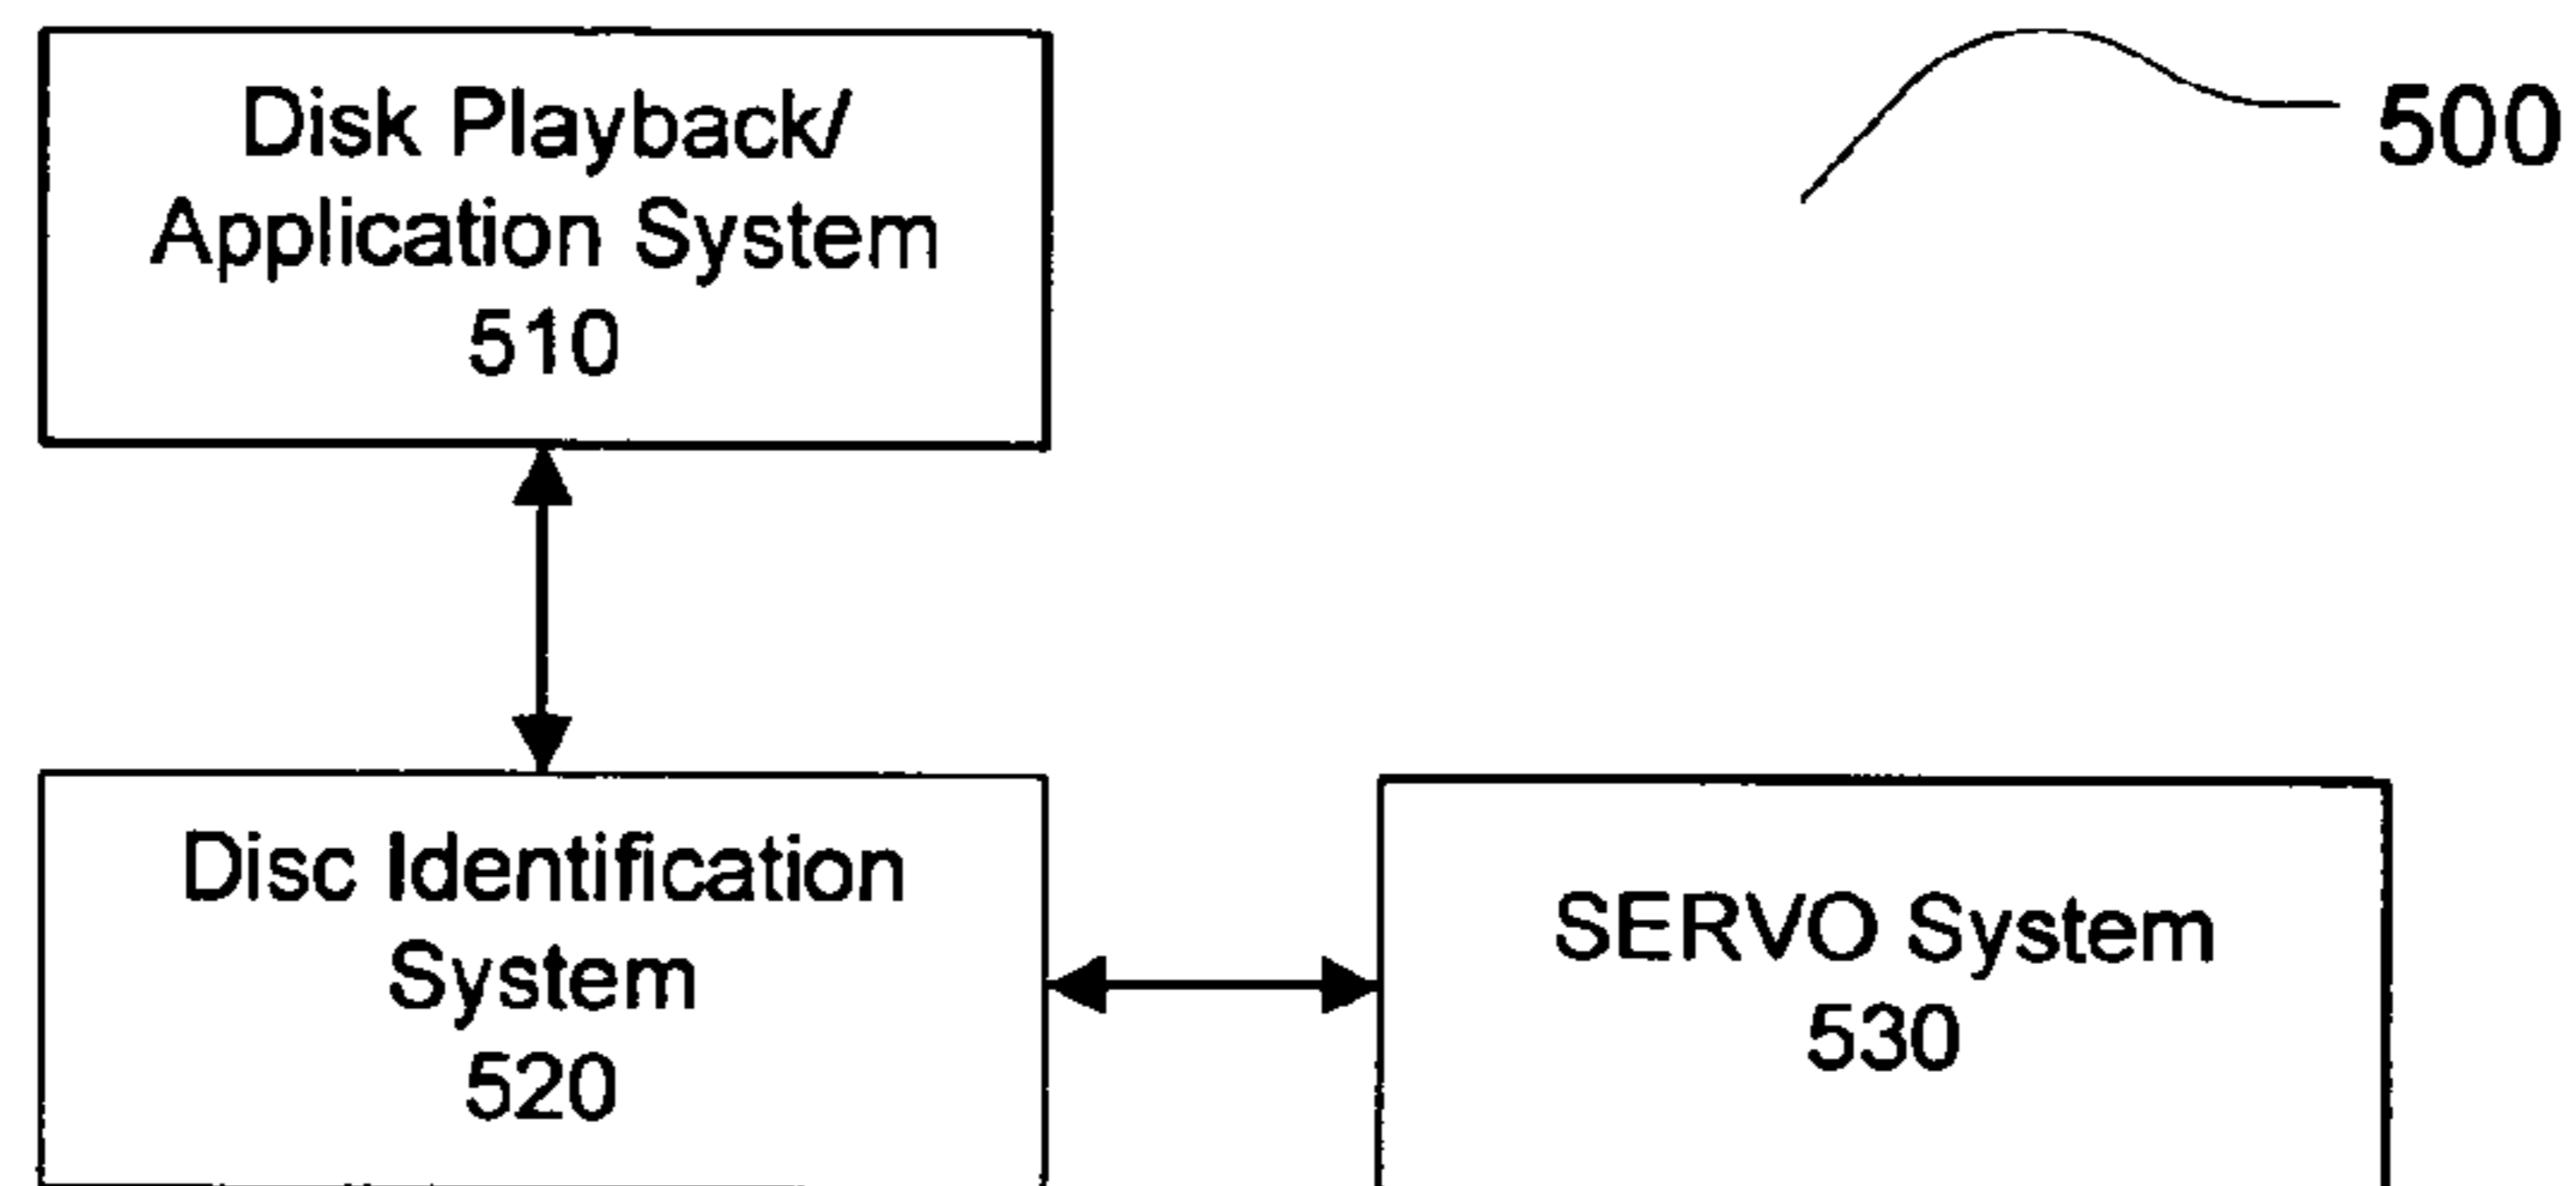 Disk Playback/
Application System
510
500
Disc Identification
System
520
SERVO System
530